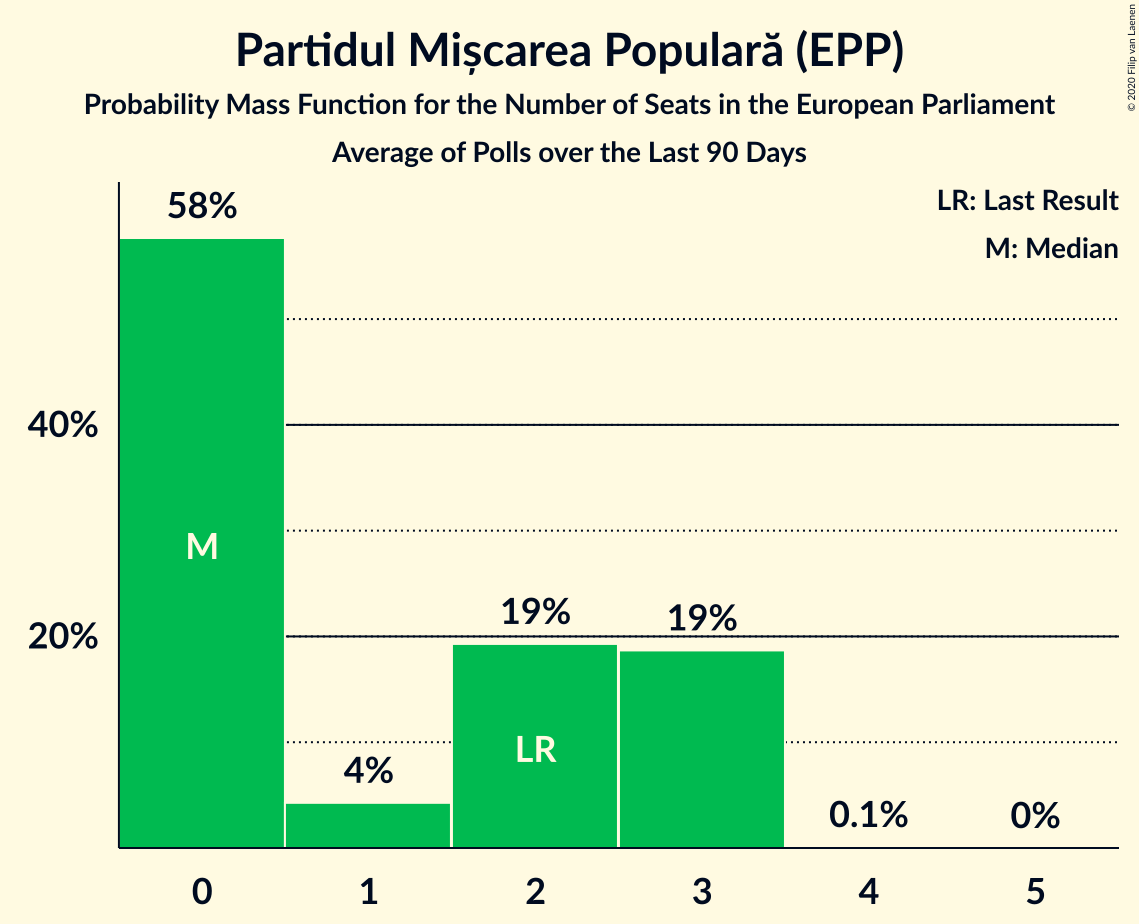 Partidul Mișcarea Populară (EPP)
Probability Mass Function for the Number of Seats in the European Parliament
Average of Polls over the Last 90 Days
© 2020 Filip van Laenen
LR: Last Result
M: Median
58%
40%
M
19%
19%
20%
LR
4%
0.1%
0%
0
1
2
3
4
5